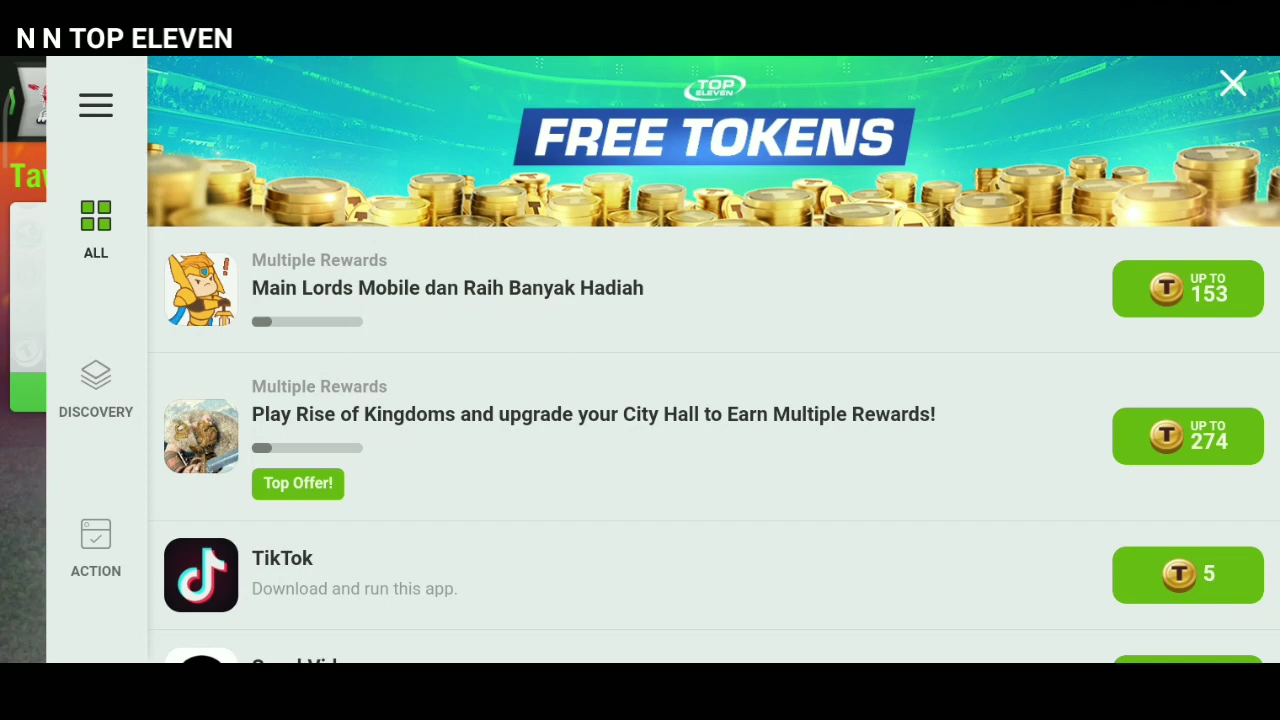 N N TOP ELEVEN
TOP
ELEVEN
FREE TOKENS
ALL
DISCOVERY
ACTION
Multiple Rewards
Main Lords Mobile dan Raih Banyak Hadiah
UP TO
153
Multiple Rewards
Play Rise of Kingdoms and upgrade your City Hall to Earn Multiple Rewards!
Top Offer!
UP TO
274
TikTok
Download and run this app.
5